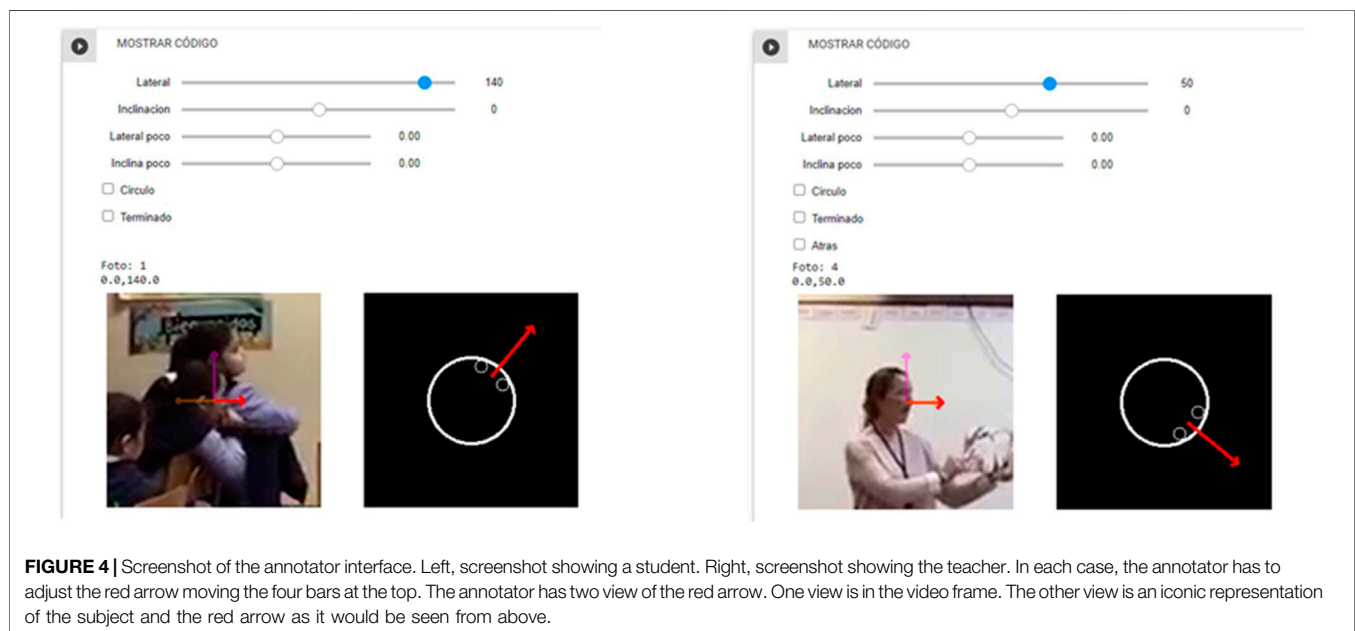 MOSTRAR CÓDIGO
Lateral 140
Inclinacion 0
Lateral poco 0.00
Inclina poco 0.00
Círculo
Terminado
Foto: 1
0.0,140.0
Bienvenidos
MOSTRAR CÓDIGO
Lateral 50
Inclinacion 0
Lateral poco 0.00
Inclina poco 0.00
Círculo
Terminado
Atras
Foto: 4
0.0,50.0
FIGURE 4 | Screenshot of the annotator interface. Left, screenshot showing a student. Right, screenshot showing the teacher. In each case, the annotator has to
adjust the red arrow moving the four bars at the top. The annotator has two view of the red arrow. One view is in the video frame. The other view is an iconic representation
of the subject and the red arrow as it would be seen from above.